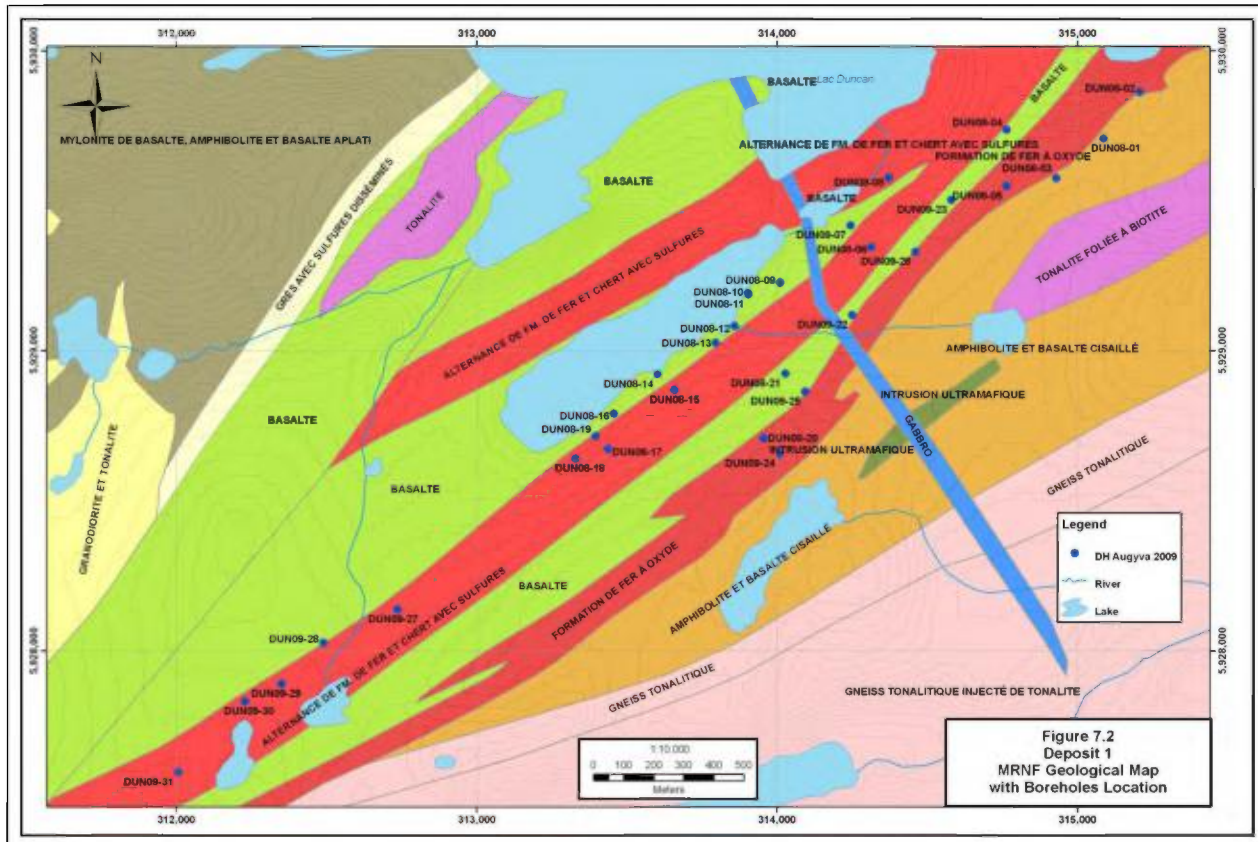 312,000
313,000
314,000
315,000
5,930,000
5,930,000
N
BASALTE
Lac Duncan
BASALTE
DUN08-02
MYLONITE DE BASALTE, AMPHIBOLITE ET BASALTE APLATI
DUN08-04
ALTERNANCE DE FM. DE FER ET CHERT AVEC SULFURES
DUN08-01
FORMATION DE FER À OXYDE
BASALTE
DUN08-03
TONALITE
BASALTE
DUN09-23
GRÈS AVEC SULFURES DISSÉMINÉS
DUN09-07
TONALITE FOLIÉE À BIOTITE
ALTERNANCE DE FM. DE FER ET CHERT AVEC SULFURES
DUN09-26
DUN08-09
DUN08-10
DUN08-11
DUN08-12
DUN09-22
5,929,000
5,929,000
DUN08-13
AMPHIBOLITE ET BASALTE CISAILLÉ
DUN08-14
DUN09-21
DUN08-15
DUN09-25
INTRUSION ULTRAMAFIQUE
DUN08-16
BASALTE
GABBRO
DUN08-19
DUN08-17
DUN09-20
INTRUSION ULTRAMAFIQUE
DUN08-18
DUN09-24
GNEISS TONALITIQUE
BASALTE
GRANODIORITE ET TONALITE
Legend
DH Augyva 2009
River
Lake
BASALTE
AMPHIBOLITE ET BASALTE CISAILLÉ
FORMATION DE FER À OXYDE
DUN09-27
DUN09-28
5,928,000
5,928,000
ALTERNANCE DE FM. DE FER ET CHERT AVEC SULFURES
GNEISS TONALITIQUE
DUN09-29
GNEISS TONALITIQUE INJECTÉ DE TONALITE
DUN09-30
DUN09-31
1:10,000
0 100 200 300 400 500
Meters
Figure 7.2
Deposit 1
MRNF Geological Map
with Boreholes Location
312,000
313,000
314,000
315,000